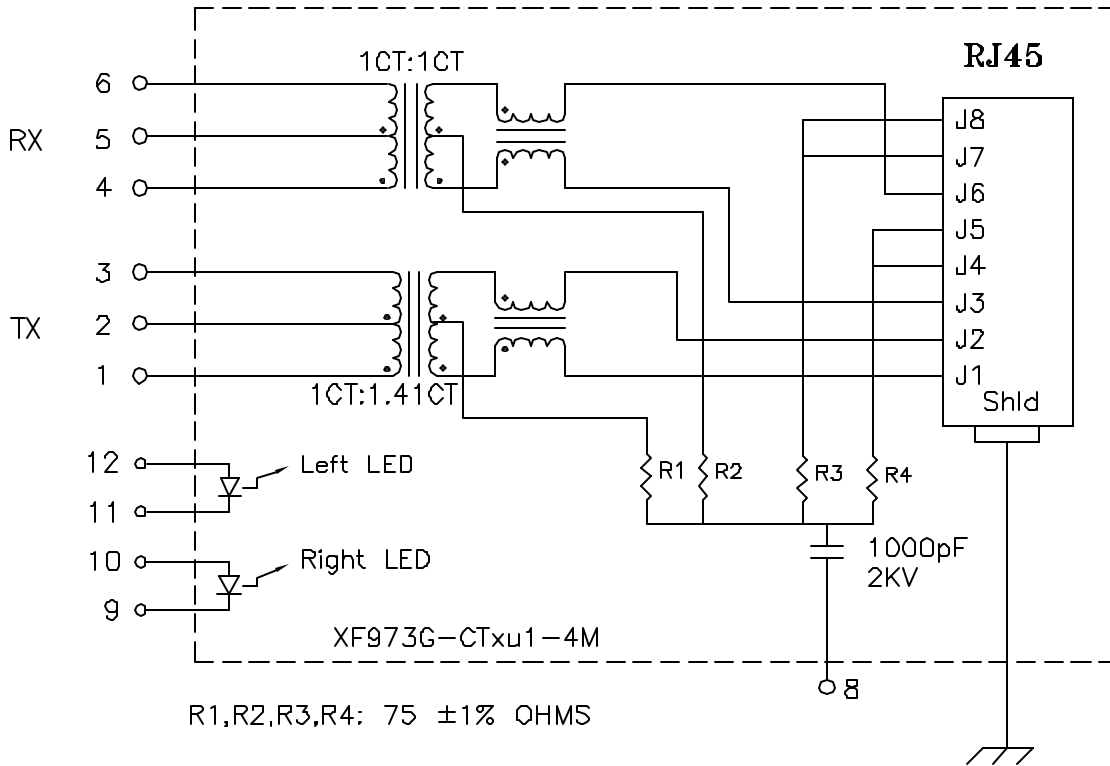 1CT:1CT
RJ45
6
RX
5
4
J8
J7
J6
J5
J4
J3
J2
J1
Shld
3
TX
2
1
1CT:1.41CT
12
Left LED
11
R1
R2
R3
R4
10
Right LED
9
1000pF
2KV
XF973G-CTxu1-4M
8
R1,R2,R3,R4: 75 ±1% OHMS